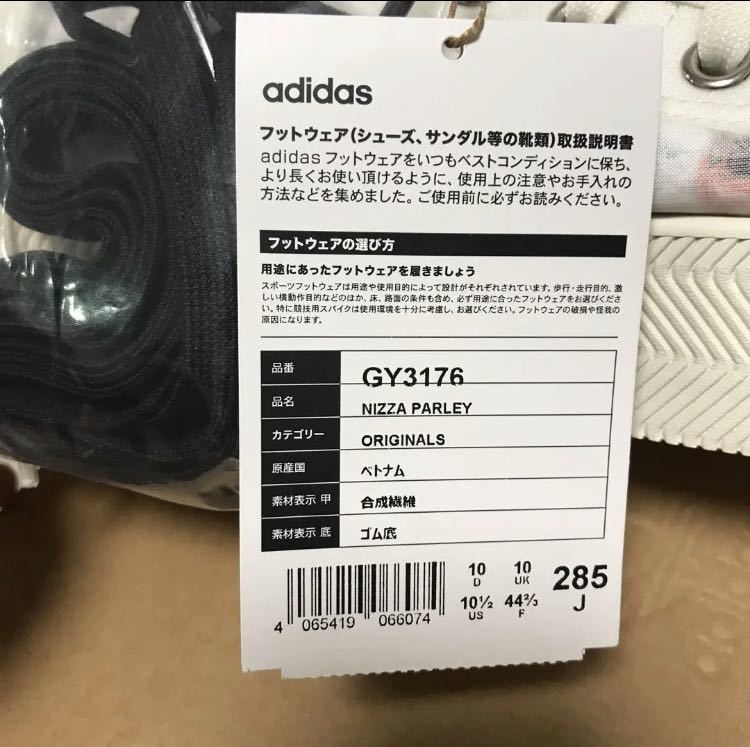 adidas
フットウェア(シューズ、サンダル等の靴類)取扱説明書
adidas フットウェアをいつもベストコンディションに保ち、
より長くお使い頂けるように、使用上の注意やお手入れの
方法などを集めました。ご使用前に必ずお読みください。
フットウェアの選び方
用途にあったフットウェアを履きましょう
スポーツフットウェアは用途や使用目的によって設計がそれぞれされています。歩行・走行目的、激
しい横動作目的などのほか、床、路面の条件も含め、必ず用途に合ったフットウェアをお選びくださ
い。特に競技用スパイクは使用環境を十分に考慮し、お選びください。フットウェアの破損や怪我の
原因になります。
品番 GY3176
品名 NIZZA PARLEY
カテゴリー ORIGINALS
原産国 ベトナム
素材表示 甲 合成繊維
素材表示 底 ゴム底
10 10 285
D UK J
10½ 44⅔
US F
4 065419 066074